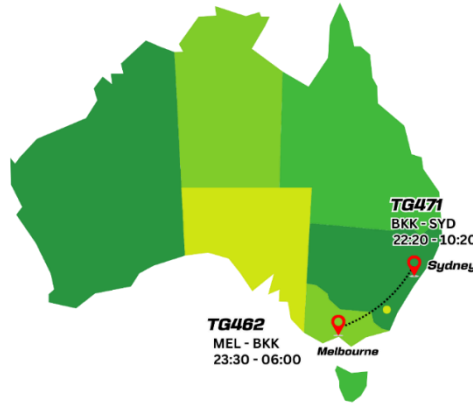 TG471
BKK - SYD
22:20 - 10:20
Sydney
TG462
MEL - BKK
23:30 - 06:00
Melbourne